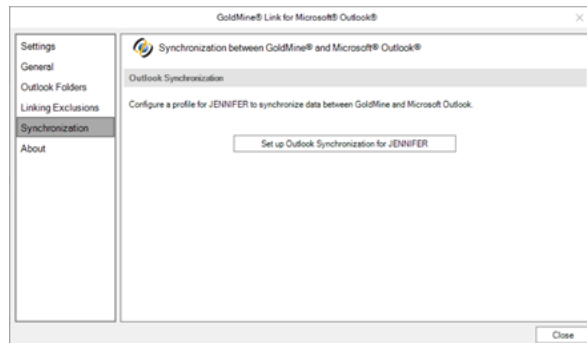 GoldMine® Link for Microsoft® Outlook®
Settings
General
Outlook Folders
Linking Exclusions
Synchronization
About
Synchronization between GoldMine® and Microsoft® Outlook®
Outlook Synchronization
Configure a profile for JENNIFER to synchronize data between GoldMine and Microsoft Outlook.
Set up Outlook Synchronization for JENNIFER
Close